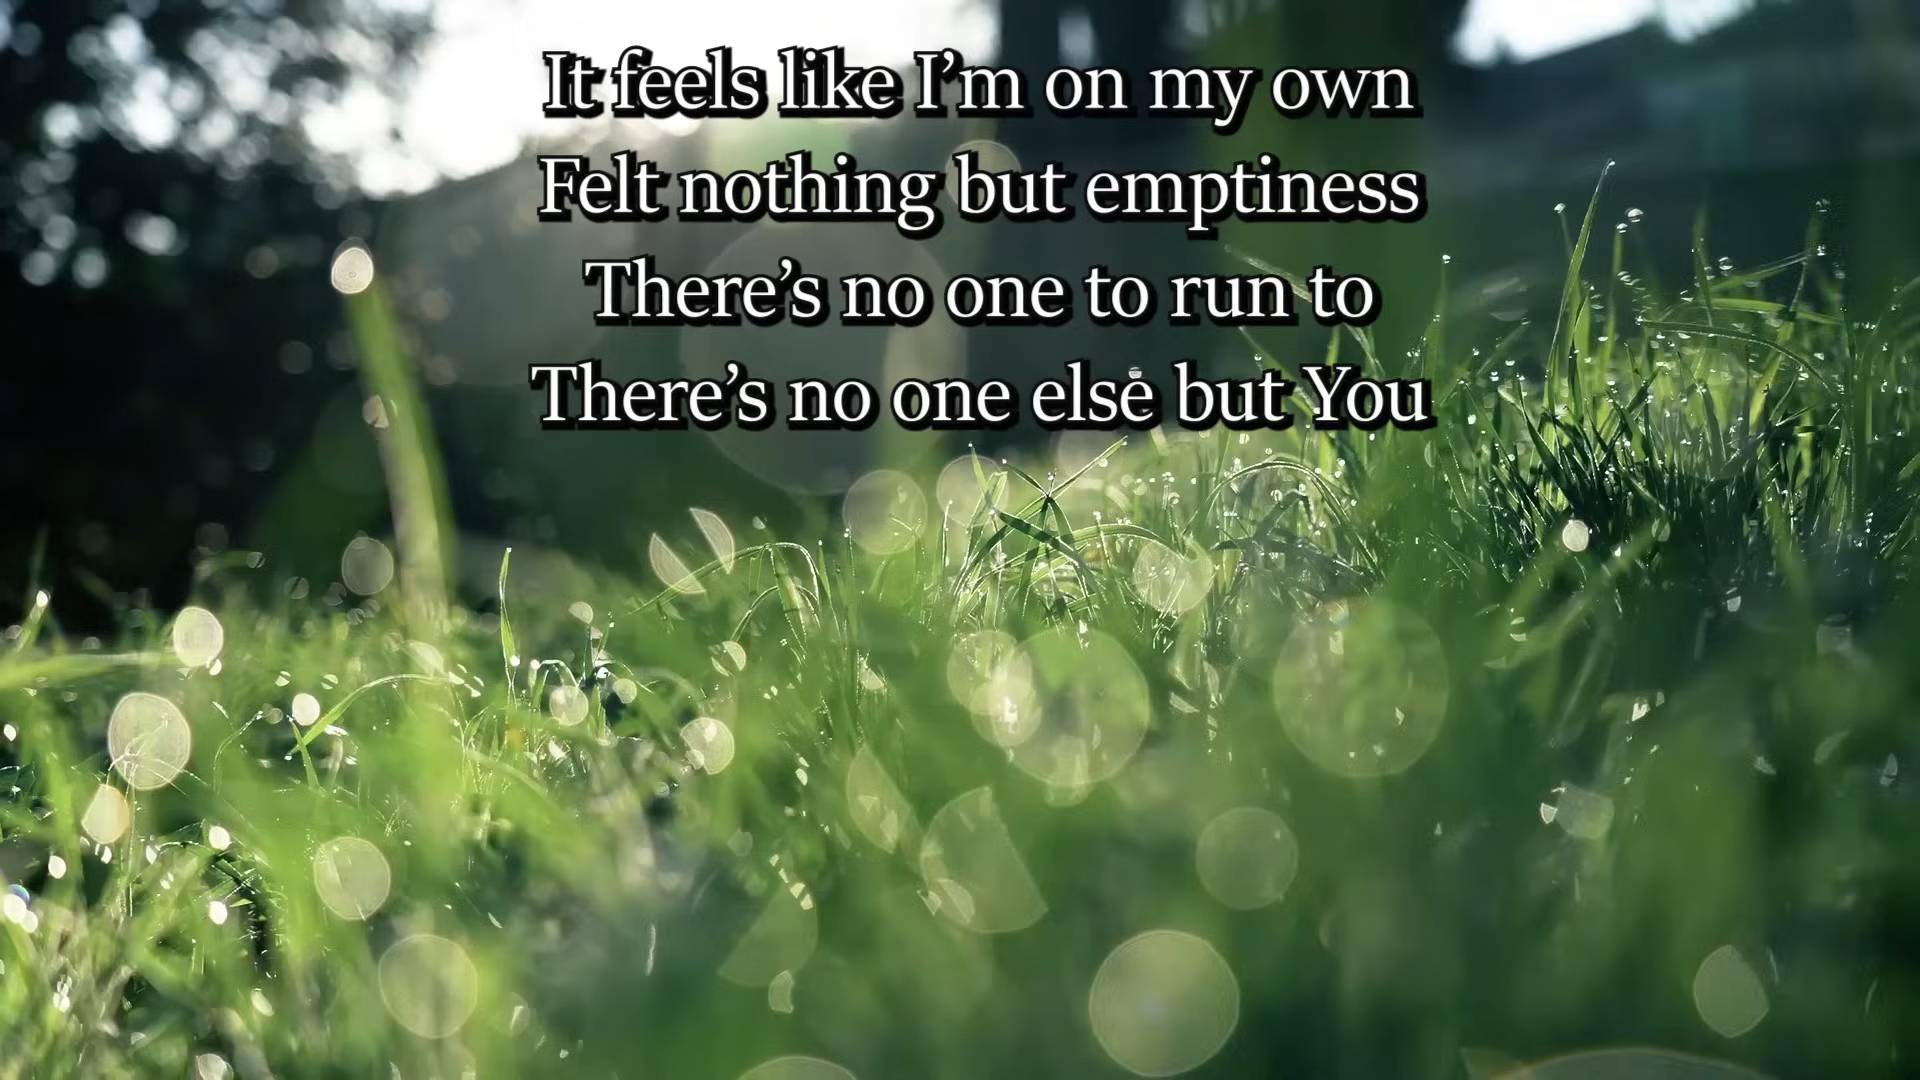 It feels like I’m on my own
Felt nothing but emptiness
There’s no one to run to
There’s no one else but You